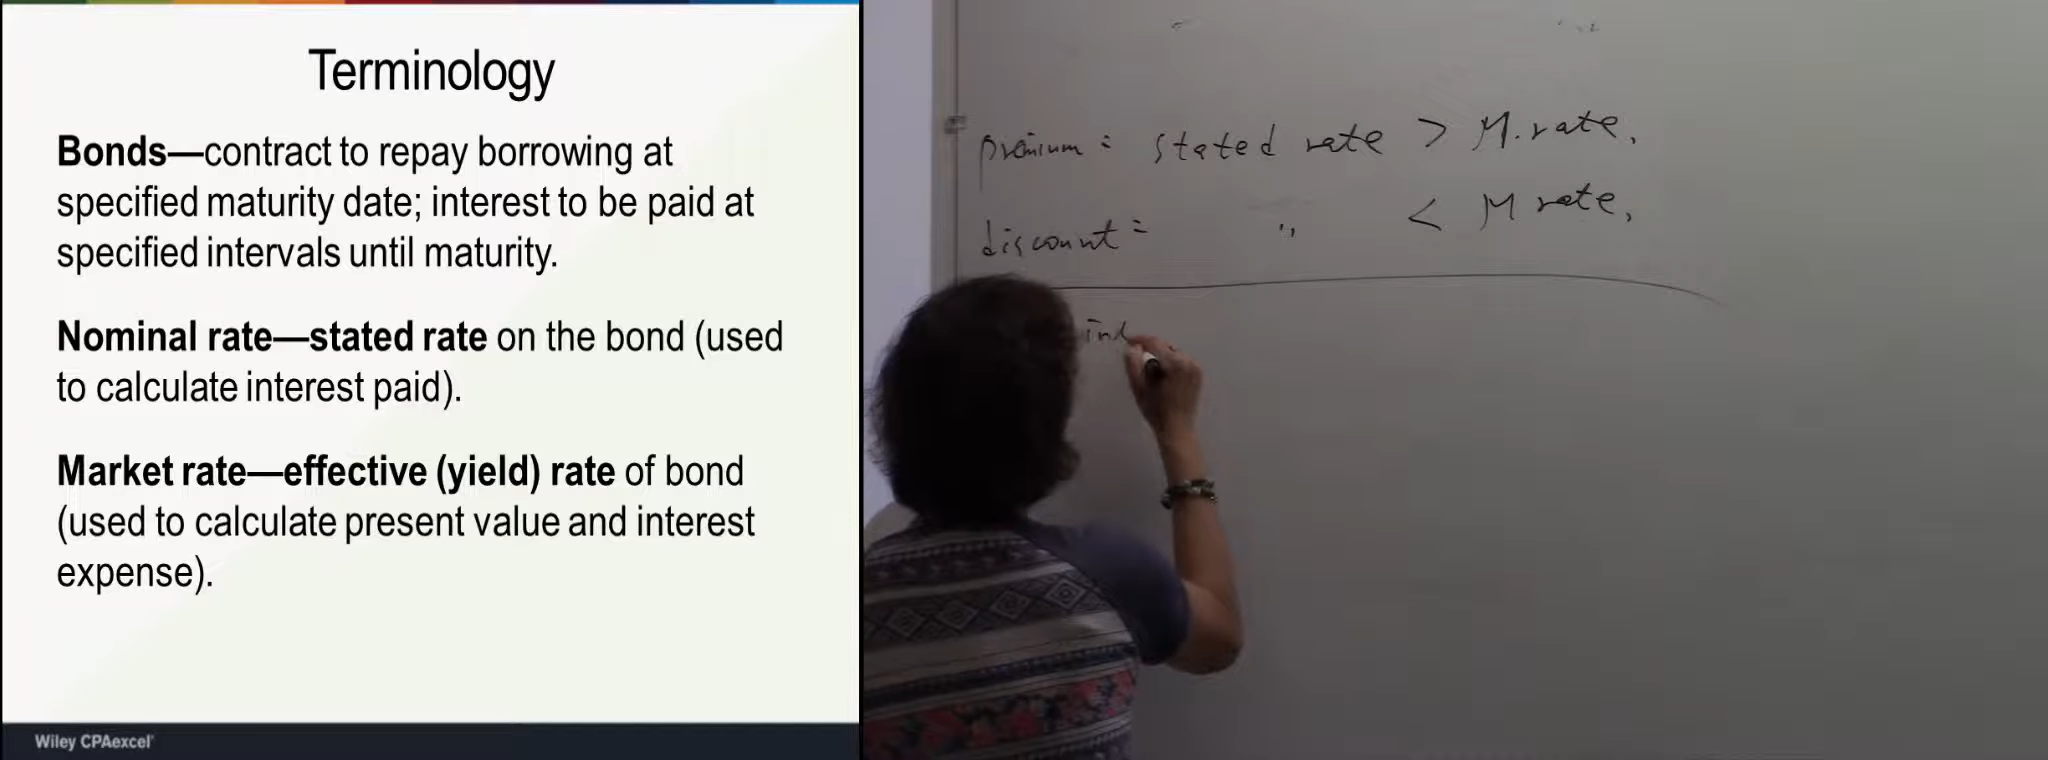 Terminology
Bonds—contract to repay borrowing at
specified maturity date; interest to be paid at
specified intervals until maturity.
Nominal rate—stated rate on the bond (used
to calculate interest paid).
Market rate—effective (yield) rate of bond
(used to calculate present value and interest
expense).
Wiley CPAexcel
premium: stated rate > M. rate.
discount= " < M rate.